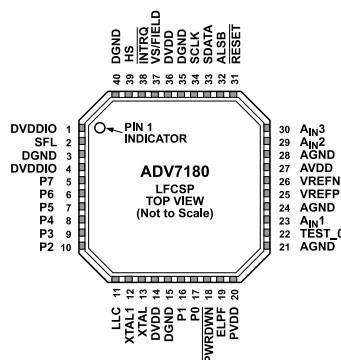 40 DGND
39 HS
38 INTRQ
37 VS/FIELD
36 DVDD
35 DGND
34 SCLK
33 SDATA
32 ALSB
31 RESET
DVDDIO 1
SFL 2
DGND 3
DVDDIO 4
P7 5
P6 6
P5 7
P4 8
P3 9
P2 10
PIN 1
INDICATOR
ADV7180
LFCSP
TOP VIEW
(Not to Scale)
30 AIN3
29 AIN2
28 AGND
27 AVDD
26 VREFN
25 VREFP
24 AGND
23 AIN1
22 TEST_0
21 AGND
LLC 11
XTAL1 12
XTAL 13
DVDD 14
DGND 15
P1 16
P0 17
PWRDWN 18
ELPF 19
PVDD 20